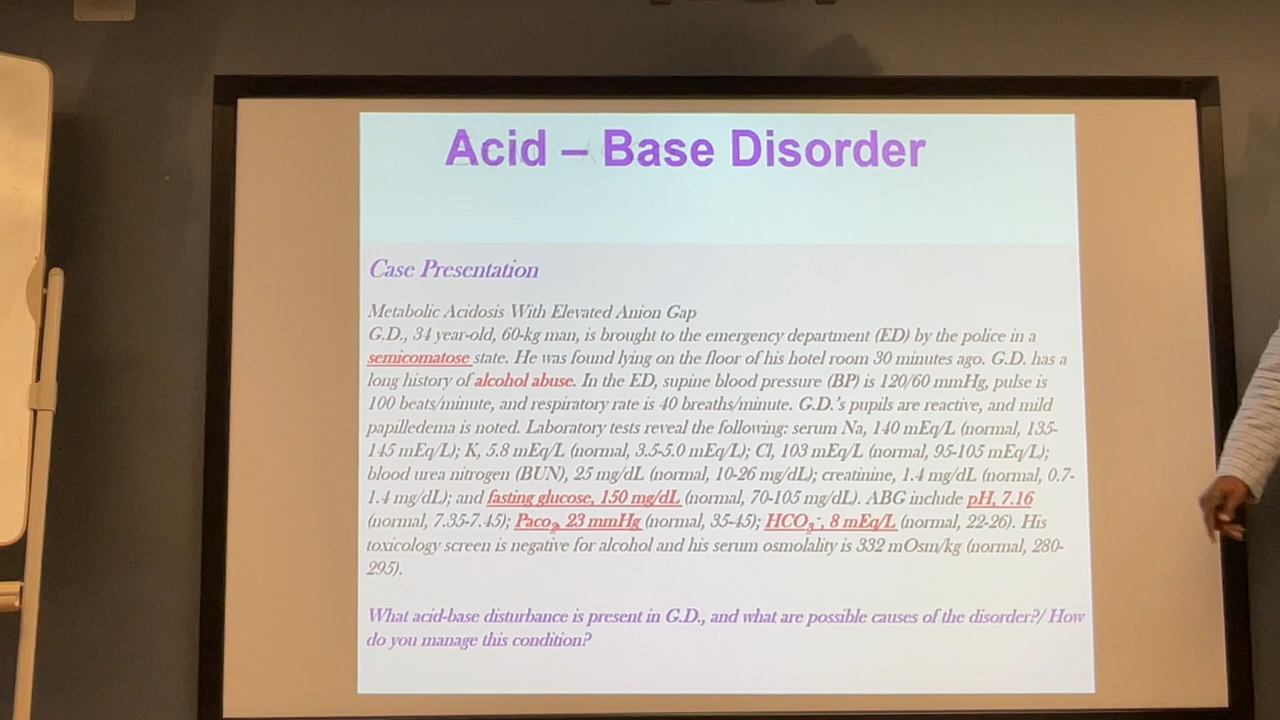 Acid – Base Disorder
Case Presentation
Metabolic Acidosis With Elevated Anion Gap
G.D., 34 year-old, 60-kg man, is brought to the emergency department (ED) by the police in a
semicomatose state. He was found lying on the floor of his hotel room 30 minutes ago. G.D. has a
long history of alcohol abuse. In the ED, supine blood pressure (BP) is 120/60 mmHg, pulse is
100 beats/minute, and respiratory rate is 40 breaths/minute. G.D.'s pupils are reactive, and mild
papilledema is noted. Laboratory tests reveal the following: serum Na, 140 mEq/L (normal, 135-
145 mEq/L); K, 5.8 mEq/L (normal, 3.5-5.0 mEq/L); Cl, 103 mEq/L (normal, 95-105 mEq/L);
blood urea nitrogen (BUN), 25 mg/dL (normal, 10-26 mg/dL); creatinine, 1.4 mg/dL (normal, 0.7-
1.4 mg/dL); and fasting glucose, 150 mg/dL (normal, 70-105 mg/dL). ABG include pH, 7.16
(normal, 7.35-7.45); Paco₂, 23 mmHg (normal, 35-45); HCO₃⁻, 8 mEq/L (normal, 22-26). His
toxicology screen is negative for alcohol and his serum osmolality is 332 mOsm/kg (normal, 280-
295).
What acid-base disturbance is present in G.D., and what are possible causes of the disorder?/ How
do you manage this condition?